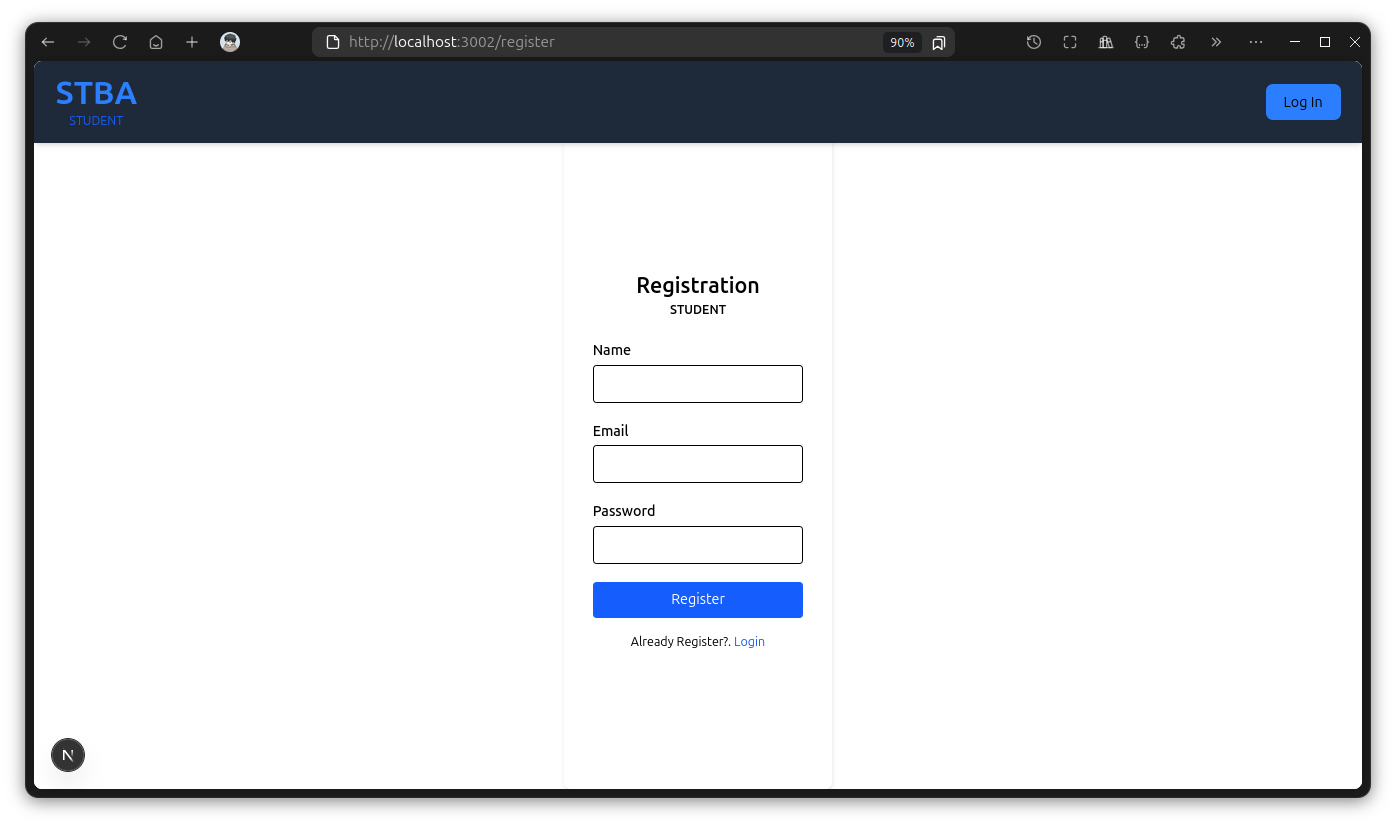 http://localhost:3002/register
90%
STBA
STUDENT
Log In
Registration
STUDENT
Name
Email
Password
Register
Already Register?. Login
N